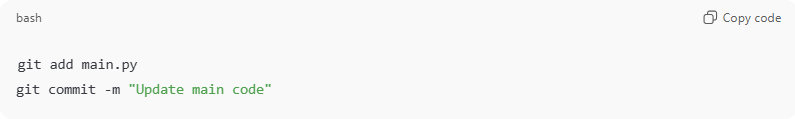 bash
Copy code
git add main.py
git commit -m "Update main code"